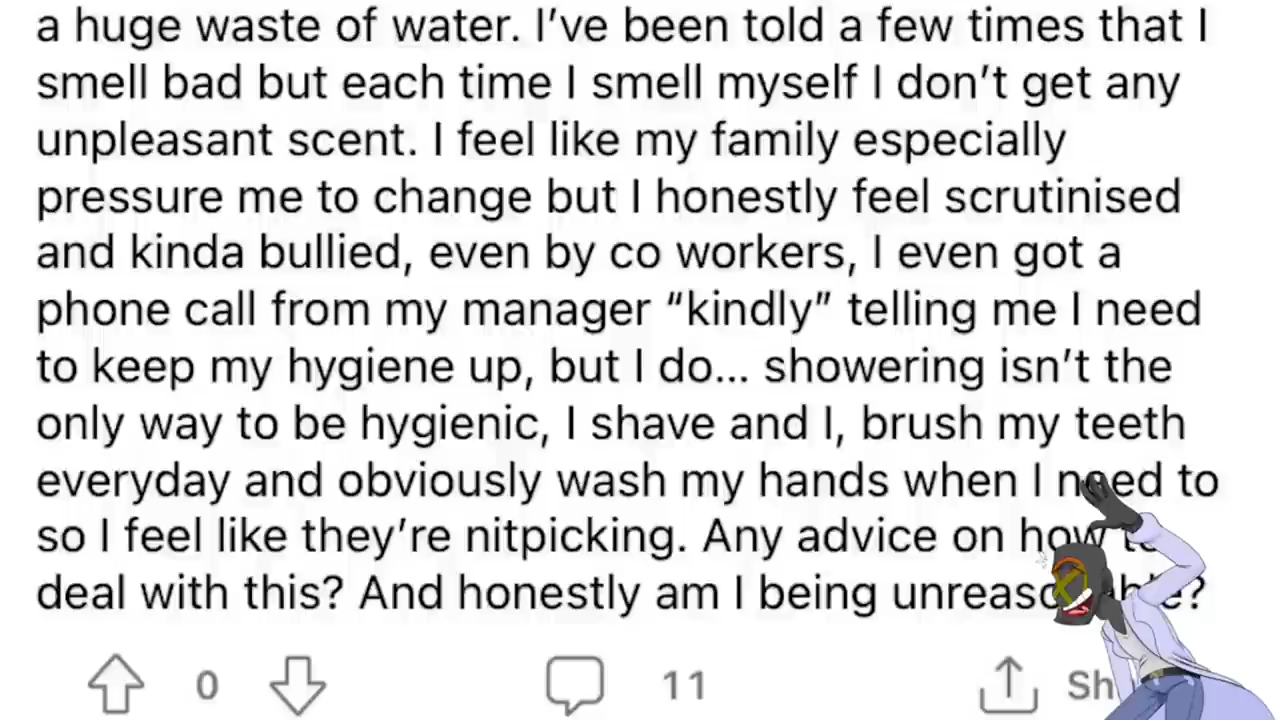 a huge waste of water. I've been told a few times that I
smell bad but each time I smell myself I don't get any
unpleasant scent. I feel like my family especially
pressure me to change but I honestly feel scrutinised
and kinda bullied, even by co workers, I even got a
phone call from my manager “kindly” telling me I need
to keep my hygiene up, but I do... showering isn't the
only way to be hygienic, I shave and I, brush my teeth
everyday and obviously wash my hands when I need to
so I feel like they're nitpicking. Any advice on how to
deal with this? And honestly am I being unreasonable?
0 11 Sh